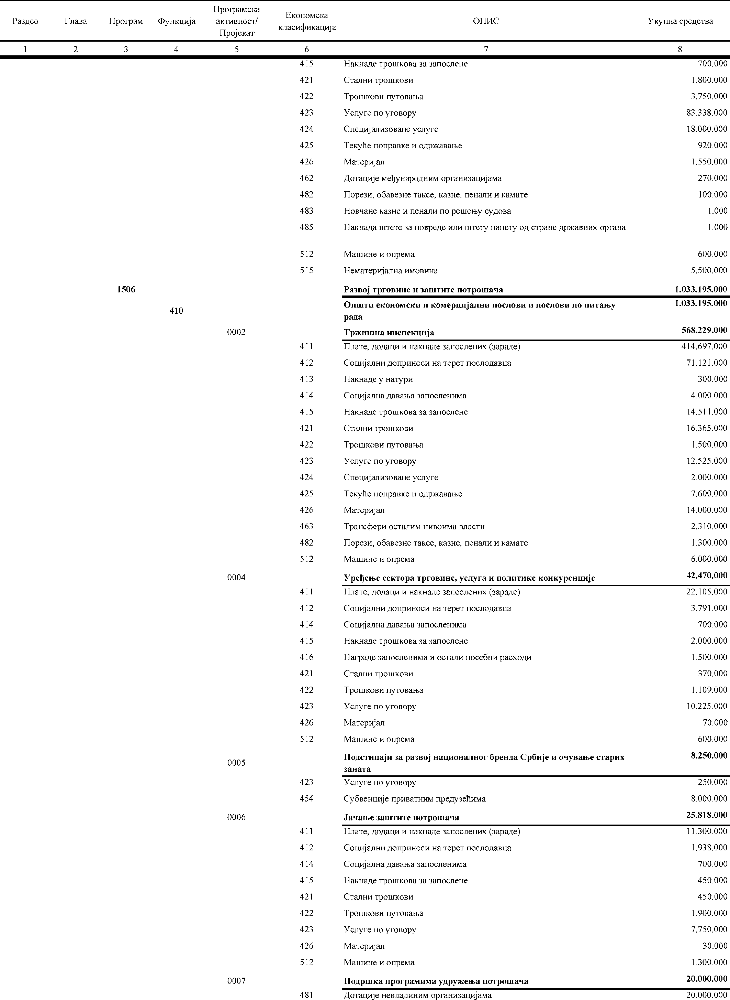 Раздео Глава Програм Функција Програмска активност/ Пројекат Економска класификација ОПИС Укупна средства
1 2 3 4 5 6 7 8
415 Накнаде трошкова за запослене 700.000
421 Стални трошкови 1.800.000
422 Трошкови путовања 3.750.000
423 Услуге по уговору 83.338.000
424 Специјализоване услуге 18.000.000
425 Текуће поправке и одржавање 920.000
426 Материјал 1.550.000
462 Дотације међународним организацијама 270.000
482 Порези, обавезне таксе, казне, пенали и камате 100.000
483 Новчане казне и пенали по решењу судова 1.000
485 Накнада штете за повреде или штету нанету од стране државних органа 1.000
512 Машине и опрема 600.000
515 Нематеријална имовина 5.500.000
1506 Развој трговине и заштите потрошача 1.033.195.000
410 Општи економски и комерцијални послови и послови по питању 1.033.195.000
рада
0002 Тржишна инспекција 568.229.000
411 Плате, додаци и накнаде запослених (зараде) 414.697.000
412 Социјални доприноси на терет послодавца 71.121.000
413 Накнаде у натури 300.000
414 Социјална давања запосленима 4.000.000
415 Накнаде трошкова за запослене 14.511.000
421 Стални трошкови 16.365.000
422 Трошкови путовања 1.500.000
423 Услуге по уговору 12.525.000
424 Специјализоване услуге 2.000.000
425 Текуће поправке и одржавање 7.600.000
426 Материјал 14.000.000
463 Трансфери осталим нивоима власти 2.310.000
482 Порези, обавезне таксе, казне, пенали и камате 1.300.000
512 Машине и опрема 6.000.000
0004 Уређење сектора трговине, услуга и политике конкуренције 42.470.000
411 Плате, додаци и накнаде запослених (зараде) 22.105.000
412 Социјални доприноси на терет послодавца 3.791.000
414 Социјална давања запосленима 700.000
415 Накнаде трошкова за запослене 2.000.000
416 Награде запосленима и остали посебни расходи 1.500.000
421 Стални трошкови 370.000
422 Трошкови путовања 1.109.000
423 Услуге по уговору 10.225.000
426 Материјал 70.000
512 Машине и опрема 600.000
0005 Подстицаји за развој националног бренда Србије и очување старих 8.250.000
заната
423 Услуге по уговору 250.000
454 Субвенције приватним предузећима 8.000.000
0006 Јачање заштите потрошача 25.818.000
411 Плате, додаци и накнаде запослених (зараде) 11.300.000
412 Социјални доприноси на терет послодавца 1.938.000
414 Социјална давања запосленима 700.000
415 Накнаде трошкова за запослене 450.000
421 Стални трошкови 450.000
422 Трошкови путовања 1.900.000
423 Услуге по уговору 7.750.000
426 Материјал 30.000
512 Машине и опрема 1.300.000
0007 Подршка програмима удружења потрошача 20.000.000
481 Дотације невладиним организацијама 20.000.000